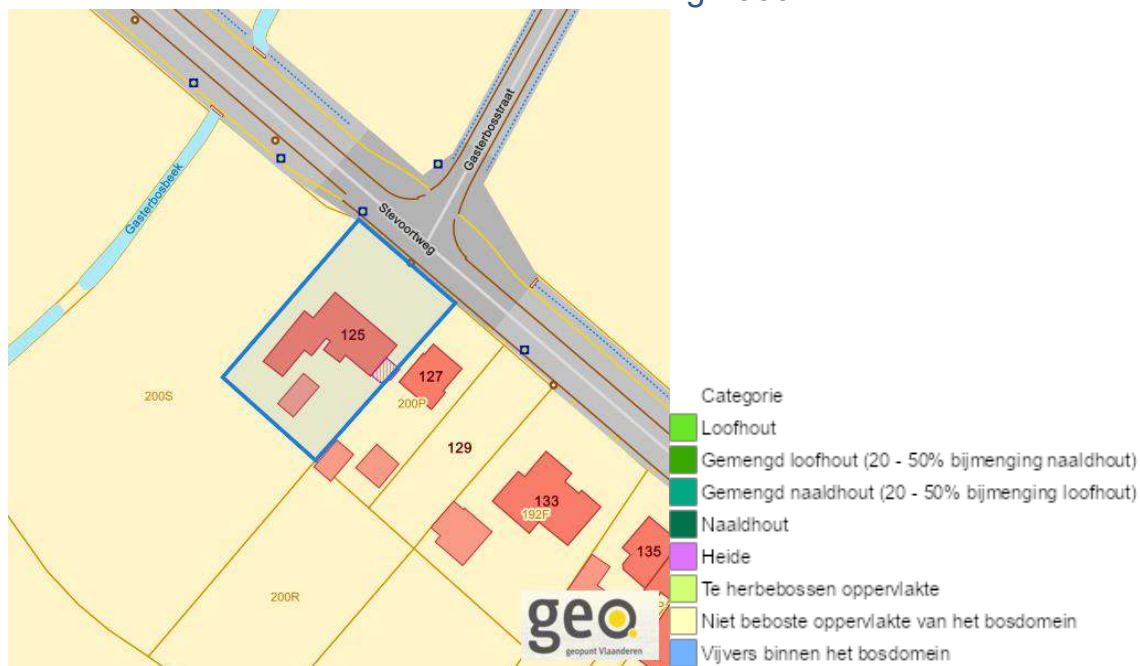 Gasterbosstraat
Gasterbosbeek
Stevoortweg
125
127
200S
200P
129
133
192F
135
200R
geo
geopunt Vlaanderen
Categorie
Loofhout
Gemengd loofhout (20 - 50% bijmenging naaldhout)
Gemengd naaldhout (20 - 50% bijmenging loofhout)
Naaldhout
Heide
Te herbebossen oppervlakte
Niet beboste oppervlakte van het bosdomein
Vijvers binnen het bosdomein